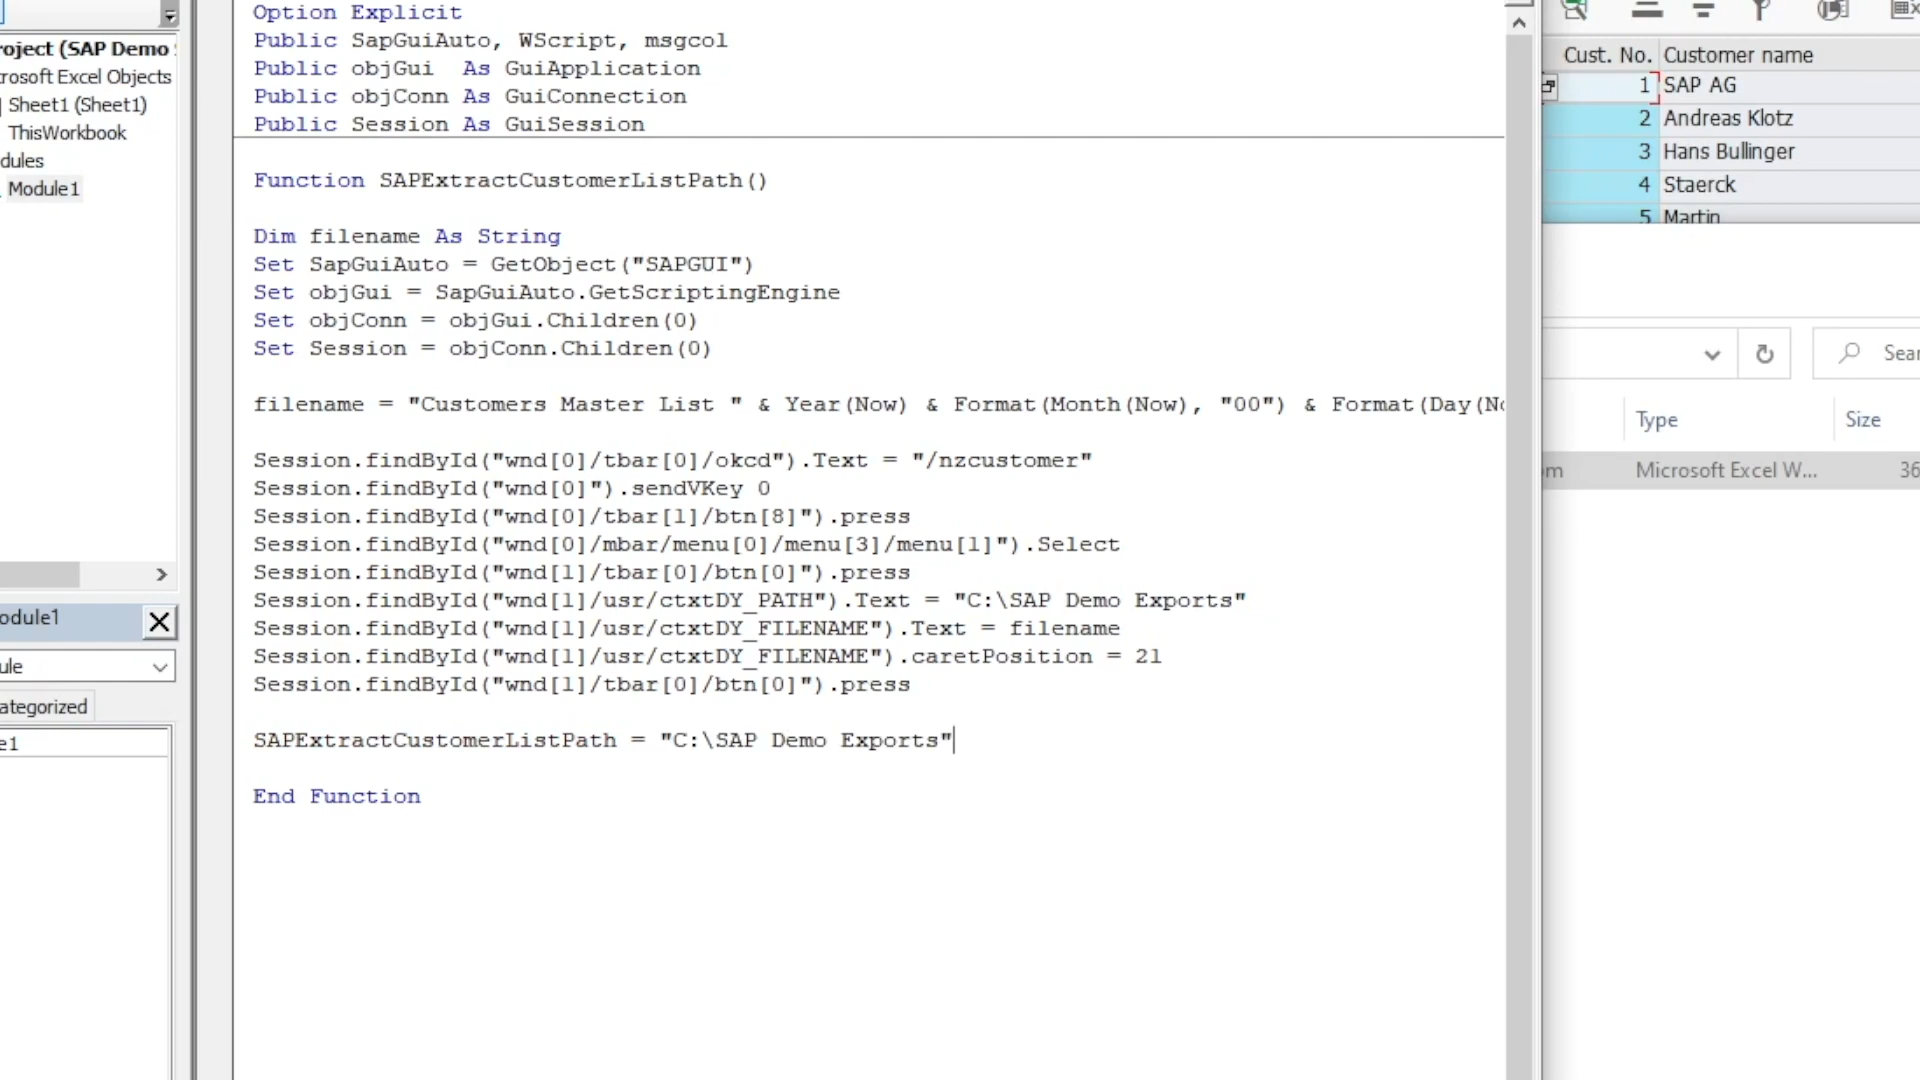 roject (SAP Demo
rosoft Excel Objects
Sheet1 (Sheet1)
ThisWorkbook
dules
Module1
odule1
ule
ategorized
e1
Option Explicit
Public SapGuiAuto, WScript, msgcol
Public objGui  As GuiApplication
Public objConn As GuiConnection
Public Session As GuiSession
Function SAPExtractCustomerListPath()
Dim filename As String
Set SapGuiAuto = GetObject("SAPGUI")
Set objGui = SapGuiAuto.GetScriptingEngine
Set objConn = objGui.Children(0)
Set Session = objConn.Children(0)
filename = "Customers Master List " & Year(Now) & Format(Month(Now), "00") & Format(Day(No
Session.findById("wnd[0]/tbar[0]/okcd").Text = "/nzcustomer"
Session.findById("wnd[0]").sendVKey 0
Session.findById("wnd[0]/tbar[1]/btn[8]").press
Session.findById("wnd[0]/mbar/menu[0]/menu[3]/menu[1]").Select
Session.findById("wnd[1]/tbar[0]/btn[0]").press
Session.findById("wnd[1]/usr/ctxtDY_PATH").Text = "C:\SAP Demo Exports"
Session.findById("wnd[1]/usr/ctxtDY_FILENAME").Text = filename
Session.findById("wnd[1]/usr/ctxtDY_FILENAME").caretPosition = 21
Session.findById("wnd[1]/tbar[0]/btn[0]").press
SAPExtractCustomerListPath = "C:\SAP Demo Exports"
End Function
Cust. No. Customer name
1 SAP AG
2 Andreas Klotz
3 Hans Bullinger
4 Staerck
5 Martin
Sear
Type Size
om Microsoft Excel W... 36